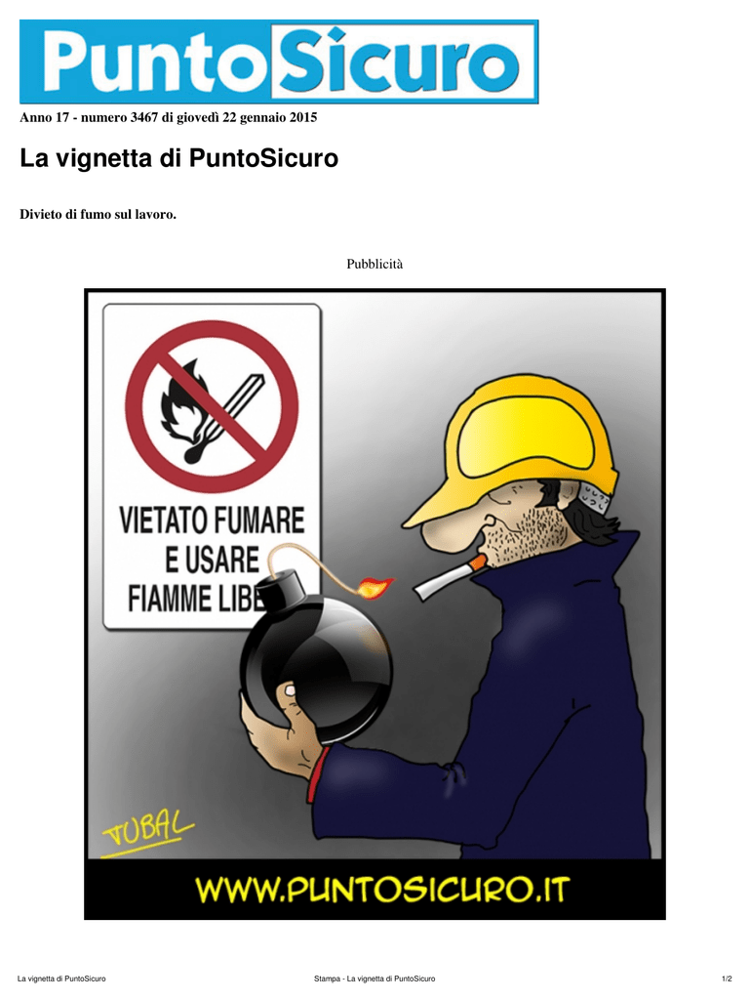 PuntoSicuro
Anno 17 - numero 3467 di giovedì 22 gennaio 2015
La vignetta di PuntoSicuro
Divieto di fumo sul lavoro.
Pubblicità
VIETATO FUMARE
E USARE
FIAMME LIBE
TUBAL
WWW.PUNTOSICURO.IT
La vignetta di PuntoSicuro
Stampa - La vignetta di PuntoSicuro
1/2